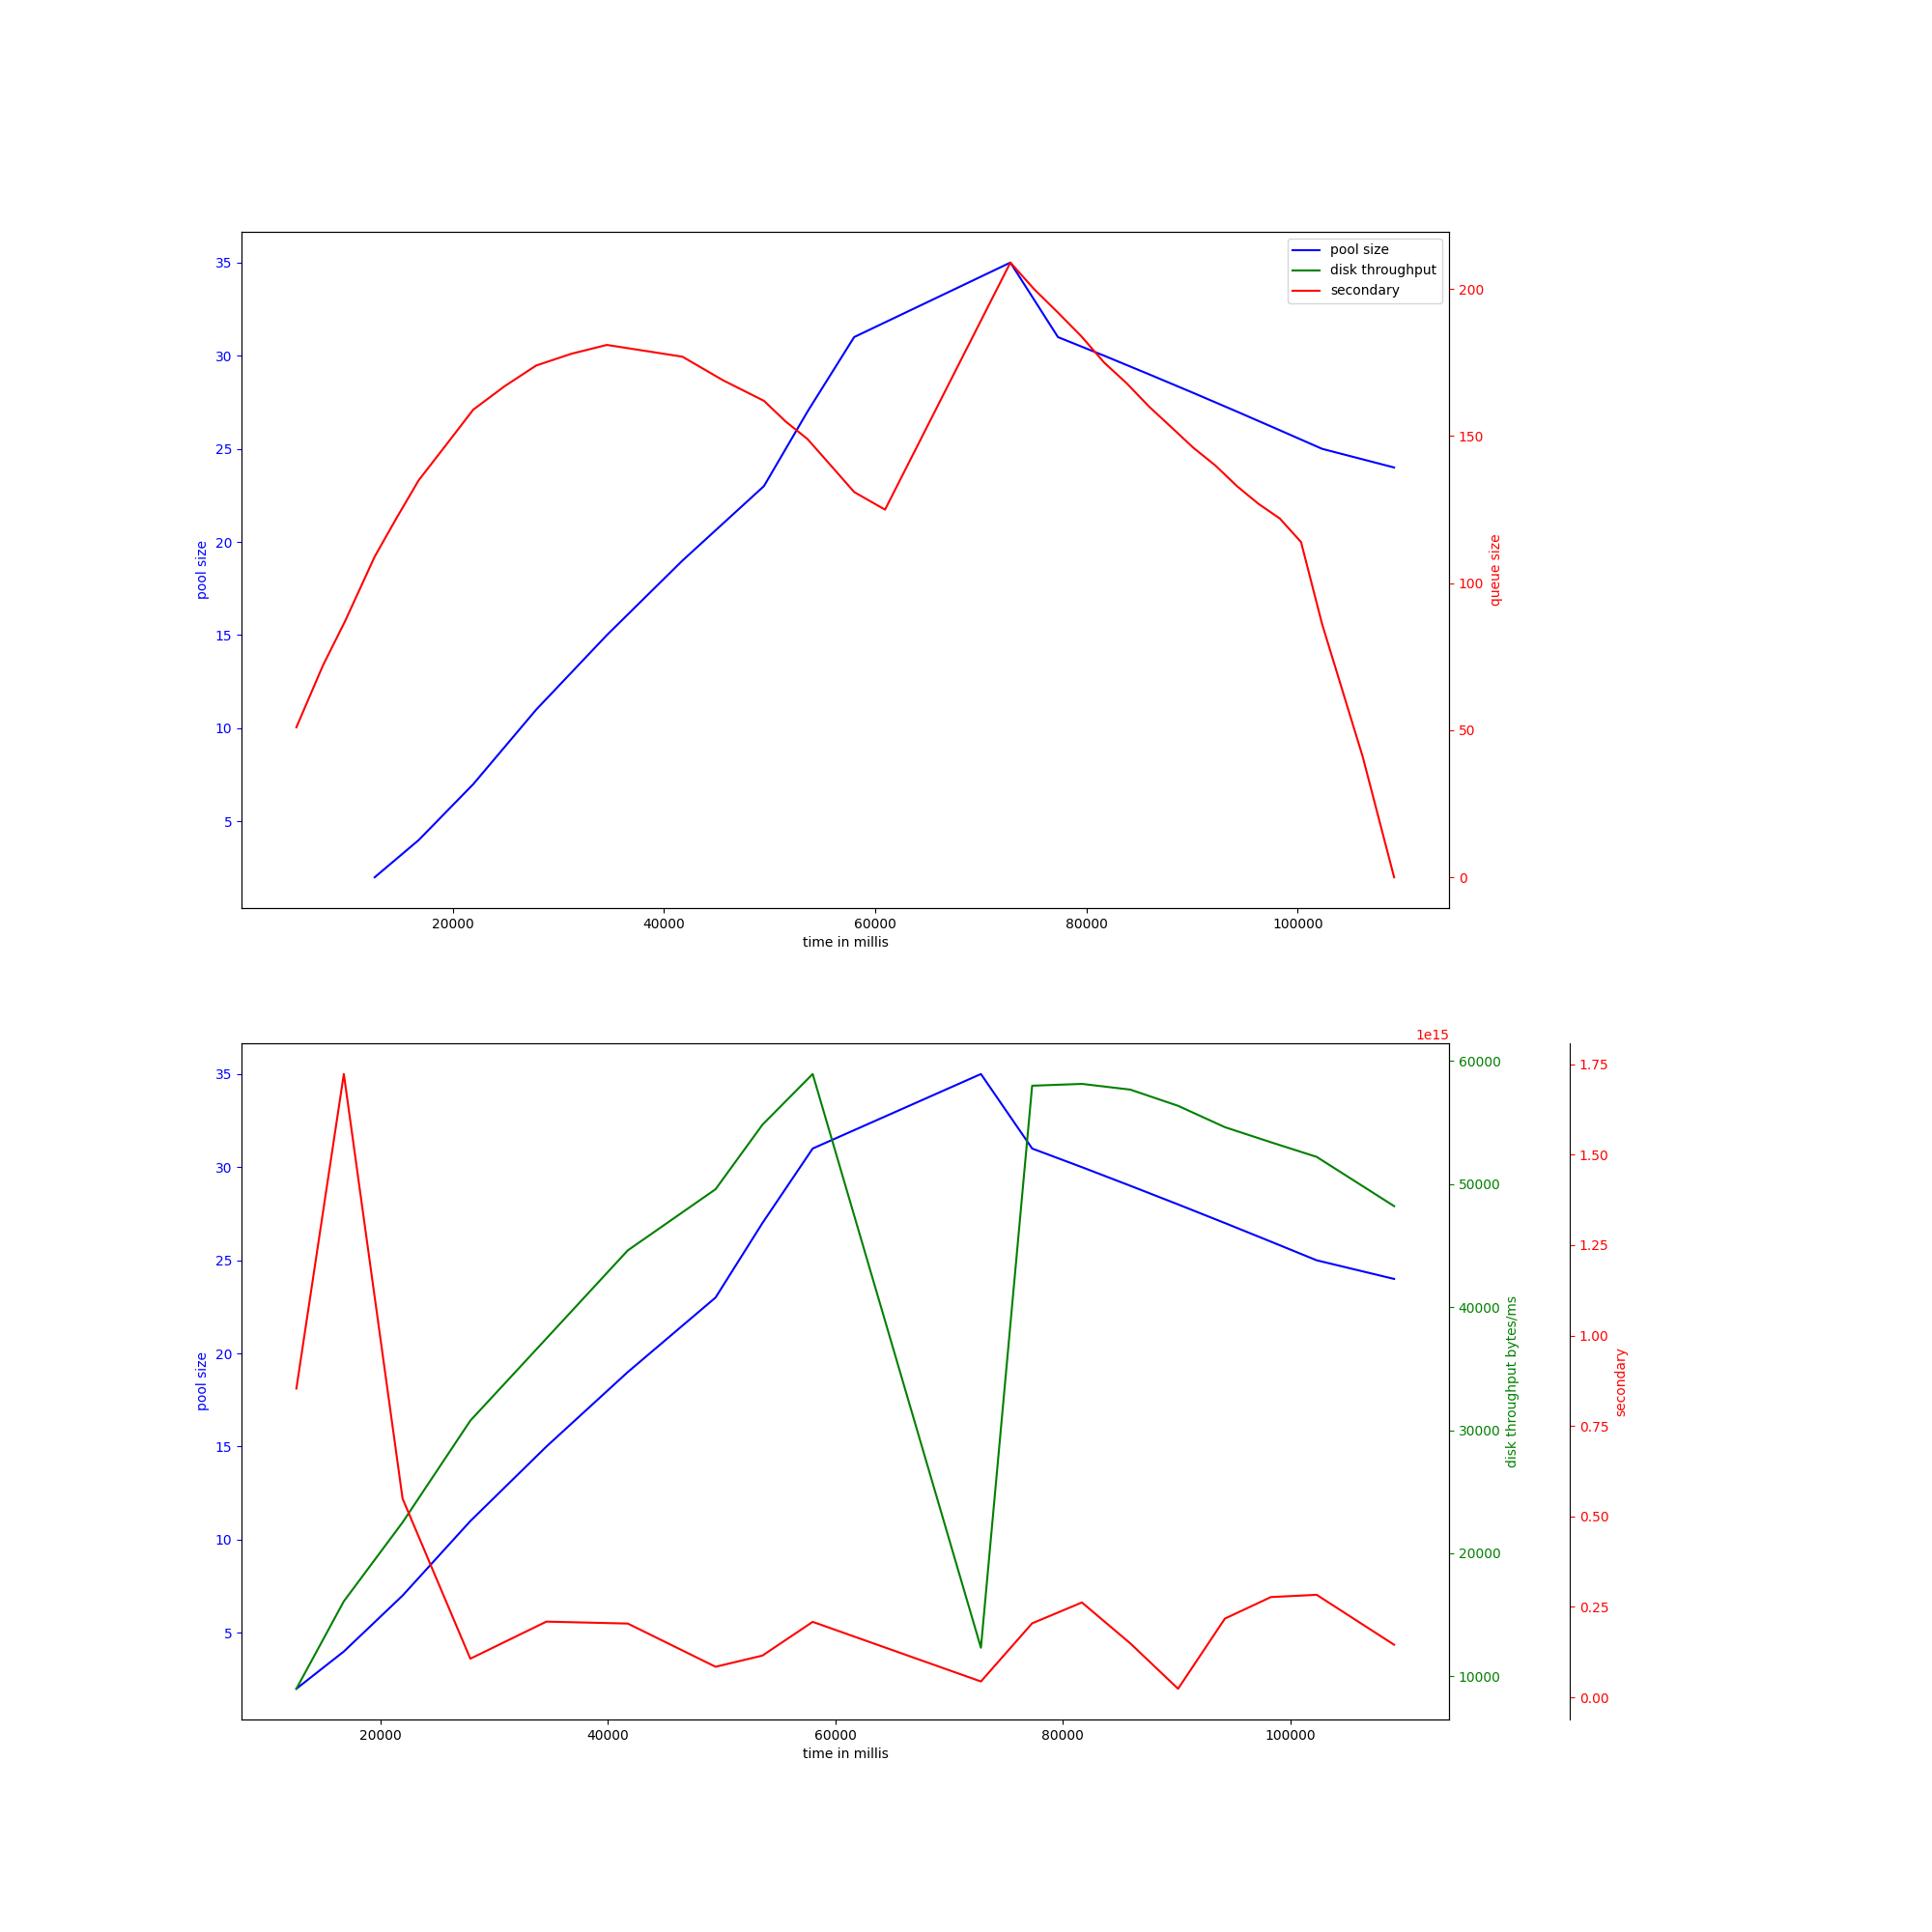 pool size
disk throughput
secondary
35
30
25
20
15
10
5
pool size
200
150
100
50
0
queue size
20000 40000 60000 80000 100000
time in millis
1e15
35
30
25
20
15
10
5
pool size
60000
50000
40000
30000
20000
10000
disk throughput bytes/ms
1.75
1.50
1.25
1.00
0.75
0.50
0.25
0.00
secondary
20000 40000 60000 80000 100000
time in millis